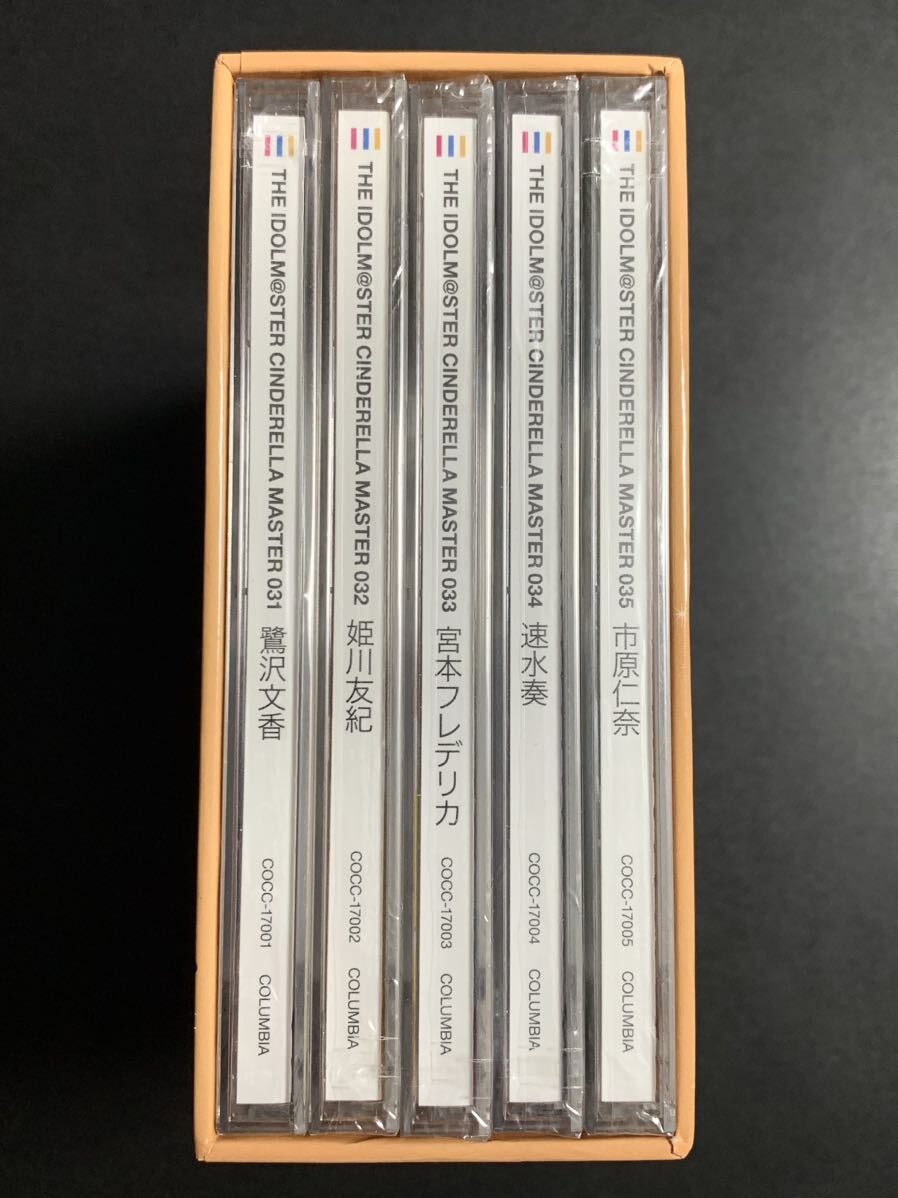 THE IDOLM@STER CINDERELLA MASTER 031 鷺沢文香 COCC-17001 COLUMBIA
THE IDOLM@STER CINDERELLA MASTER 032 姫川友紀 COCC-17002 COLUMBIA
THE IDOLM@STER CINDERELLA MASTER 033 宮本フレデリカ COCC-17003 COLUMBIA
THE IDOLM@STER CINDERELLA MASTER 034 速水奏 COCC-17004 COLUMBIA
THE IDOLM@STER CINDERELLA MASTER 035 市原仁奈 COCC-17005 COLUMBIA